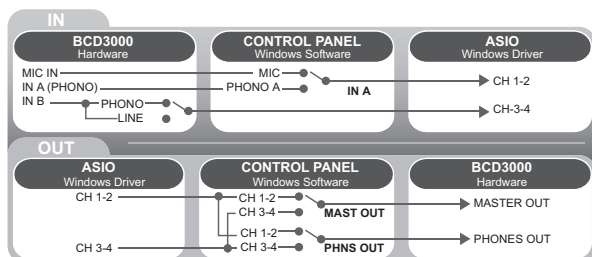 IN
BCD3000
Hardware
CONTROL PANEL
Windows Software
ASIO
Windows Driver
MIC IN
MIC
IN A (PHONO)
PHONO A
IN A
CH 1-2
IN B
PHONO
CH-3-4
LINE
OUT
ASIO
Windows Driver
CONTROL PANEL
Windows Software
BCD3000
Hardware
CH 1-2
CH 1-2
MASTER OUT
CH 3-4
MAST OUT
CH 1-2
PHONES OUT
CH 3-4
CH 3-4
PHNS OUT